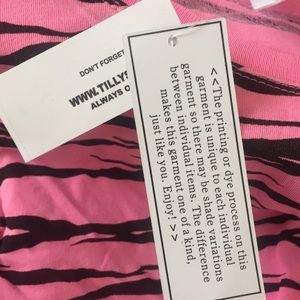 DON'T FORGET
WWW.TILLYS
ALWAYS O
<<The printing or dye process on this
garment is unique to each individual
garment so there may be shade variations
between individual items. The difference
makes this garment one of a kind,
just like you. Enjoy!>>